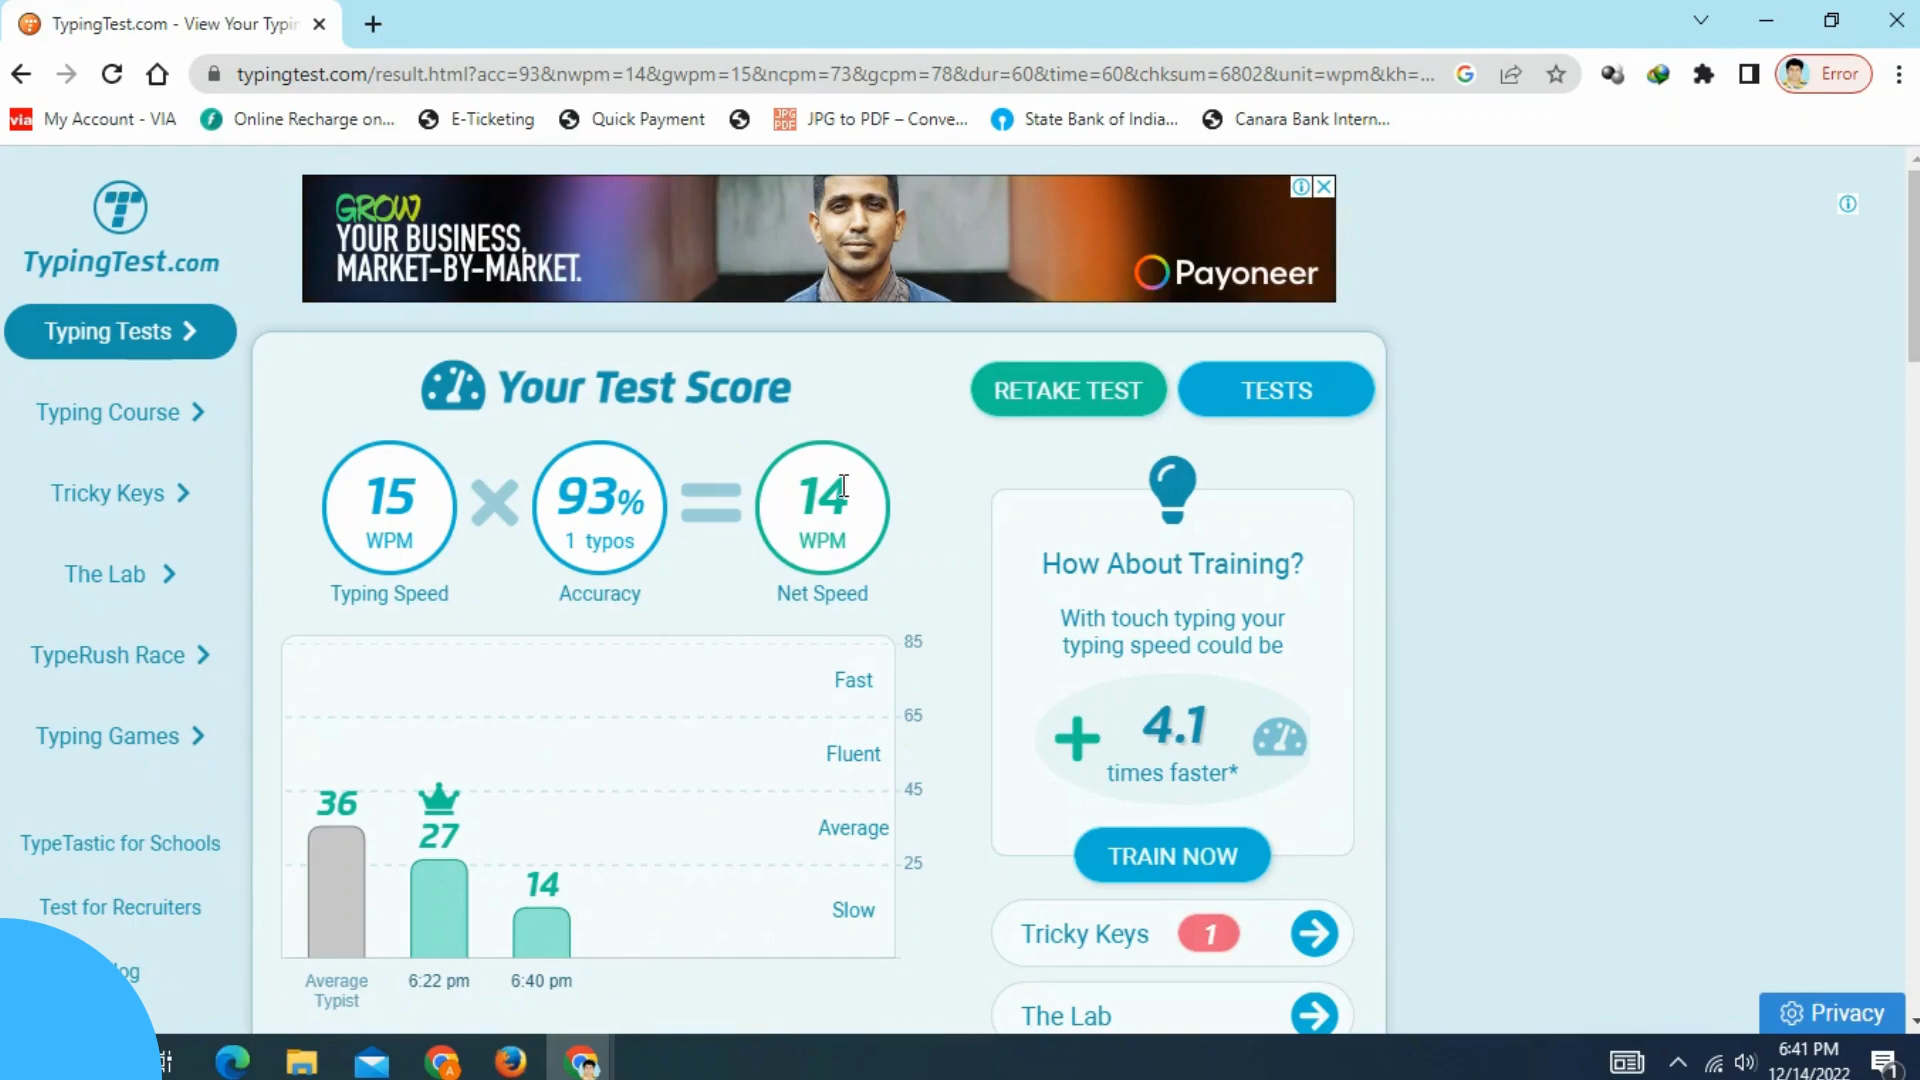 TypingTest.com - View Your Typin
typingtest.com/result.html?acc=93&nwpm=14&gwpm=15&ncpm=73&gcpm=78&dur=60&time=60&chksum=6802&unit=wpm&kh=...
Error
via My Account - VIA
Online Recharge on...
E-Ticketing
Quick Payment
JPG PDF JPG to PDF – Conve...
State Bank of India...
Canara Bank Intern...
TypingTest.com
GROW
YOUR BUSINESS,
MARKET-BY-MARKET.
Payoneer
Typing Tests
Typing Course
Tricky Keys
The Lab
TypeRush Race
Typing Games
TypeTastic for Schools
Test for Recruiters
log
Your Test Score
RETAKE TEST
TESTS
15
WPM
Typing Speed
93%
1 typos
Accuracy
14
WPM
Net Speed
85
Fast
65
Fluent
45
Average
25
Slow
36
27
14
Average
Typist
6:22 pm
6:40 pm
How About Training?
With touch typing your
typing speed could be
+ 4.1
times faster*
TRAIN NOW
Tricky Keys 1
The Lab
Privacy
6:41 PM
12/14/2022
1